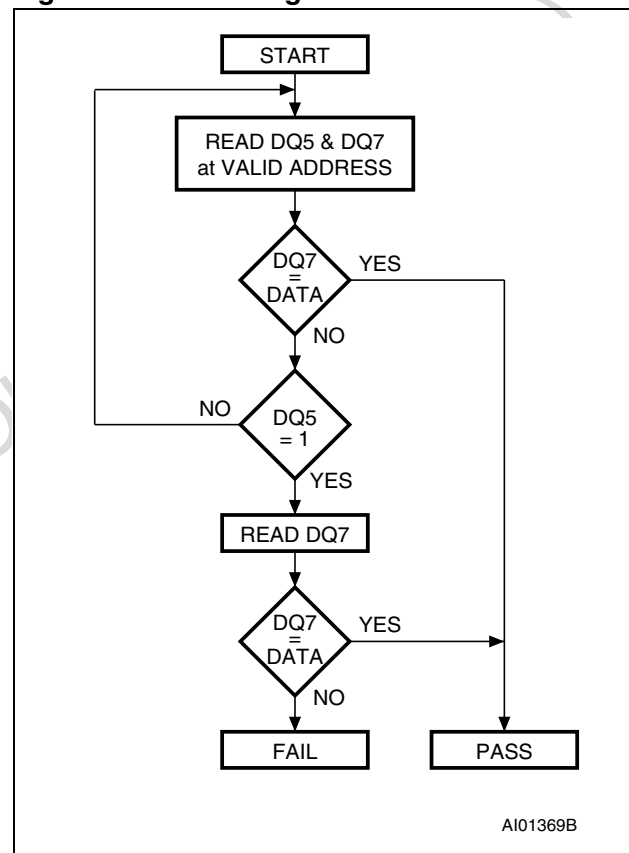 START
READ DQ5 & DQ7
at VALID ADDRESS
DQ7
=
DATA
YES
NO
NO
DQ5
= 1
YES
READ DQ7
DQ7
=
DATA
YES
NO
FAIL
PASS
AI01369B